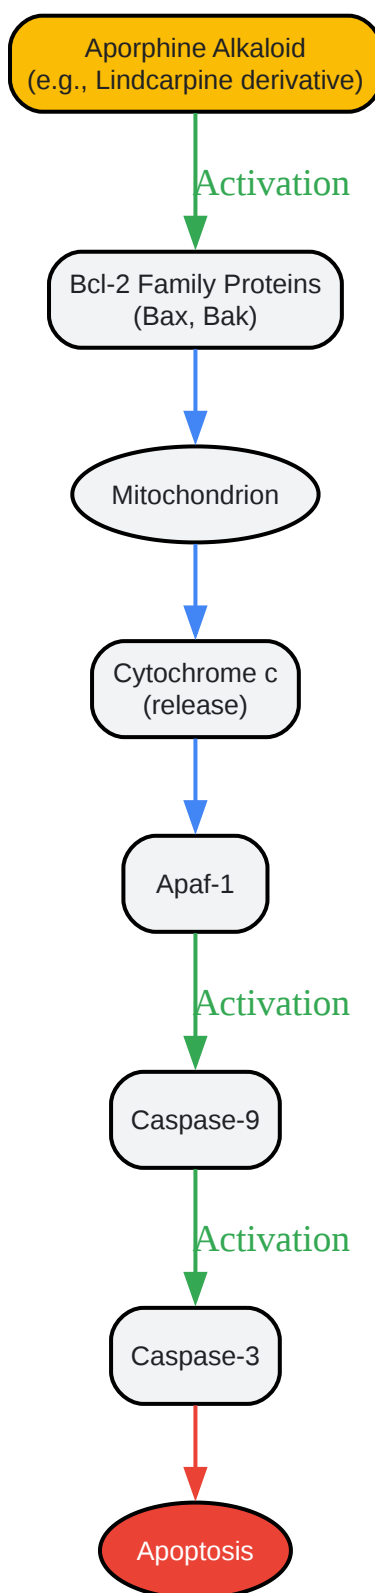 Aporphine Alkaloid
(e.g., Lindcarpine derivative)
Activation
Bcl-2 Family Proteins
(Bax, Bak)
Mitochondrion
Cytochrome c
(release)
Apaf-1
Activation
Caspase-9
Activation
Caspase-3
Apoptosis